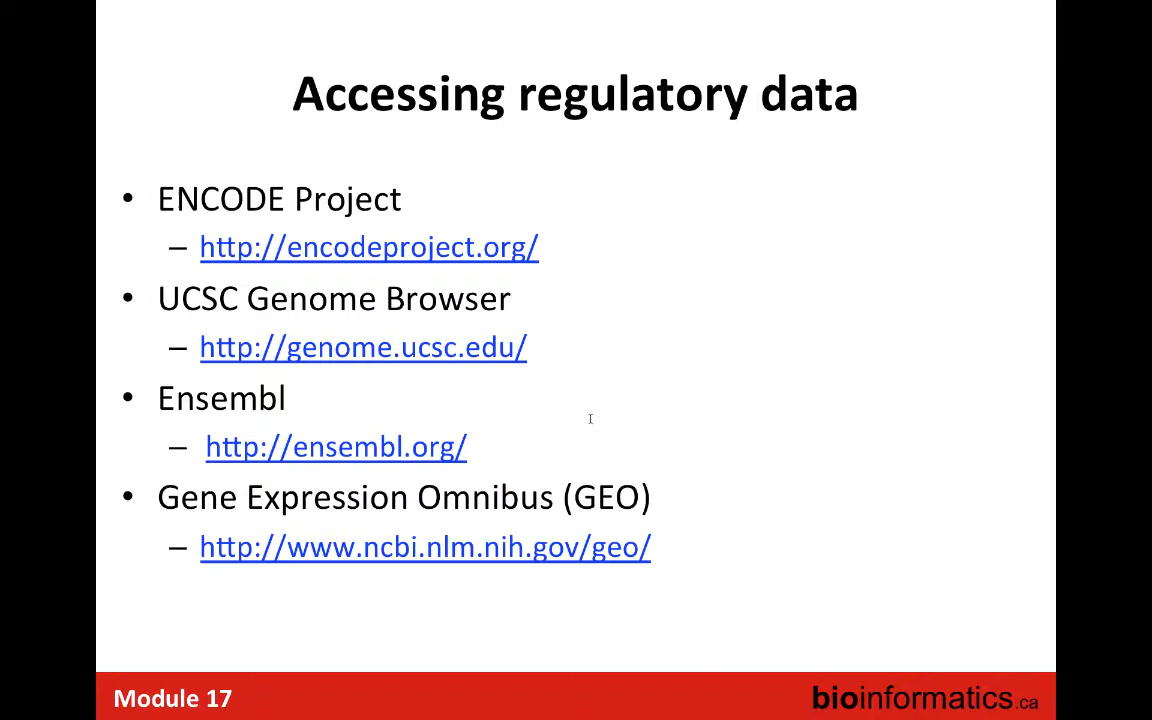 Accessing regulatory data
• ENCODE Project
– http://encodeproject.org/
• UCSC Genome Browser
– http://genome.ucsc.edu/
• Ensembl
– http://ensembl.org/
• Gene Expression Omnibus (GEO)
– http://www.ncbi.nlm.nih.gov/geo/
Module 17
bioinformatics.ca